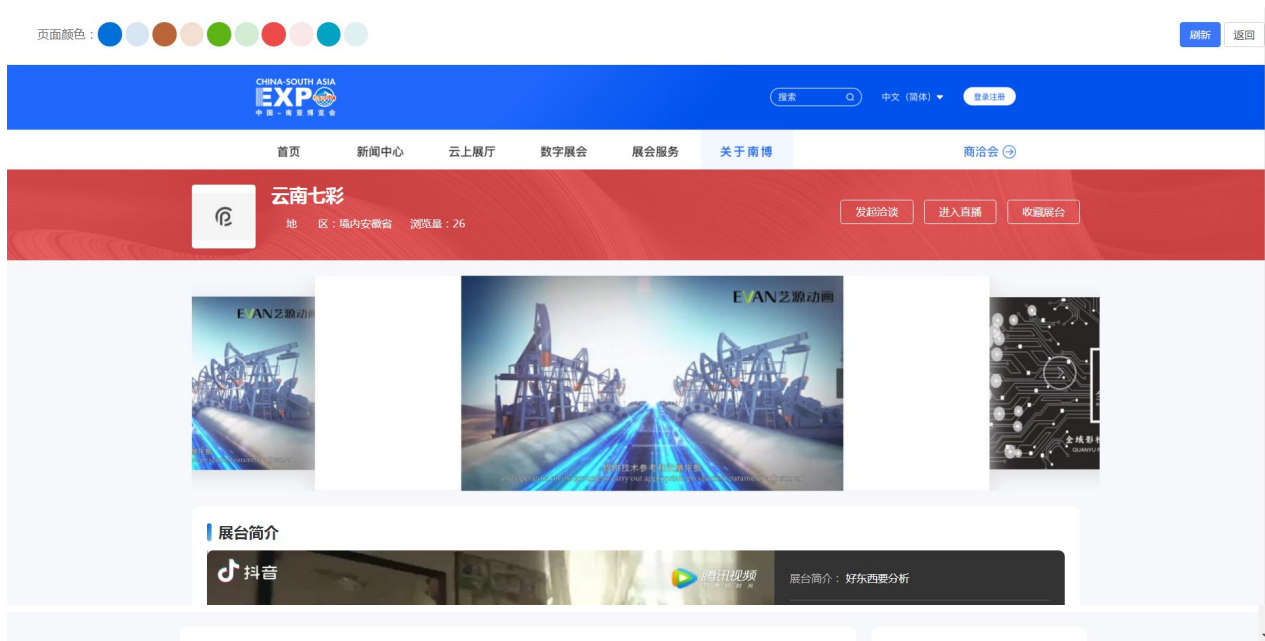 页面颜色：
刷新 返回
CHINA-SOUTH ASIA
EXPO
中国-南亚博览会
搜索 中文（简体） 登录注册
首页 新闻中心 云上展厅 数字展会 展会服务 关于南博 商洽会
云南七彩
地 区：境内安徽省 浏览量：26
发起洽谈 进入直播 收藏展台
EVAN艺源动画
EVAN艺源动画
全域影
QUANYU
展台简介
抖音
腾讯视频
展台简介： 好东西要分析